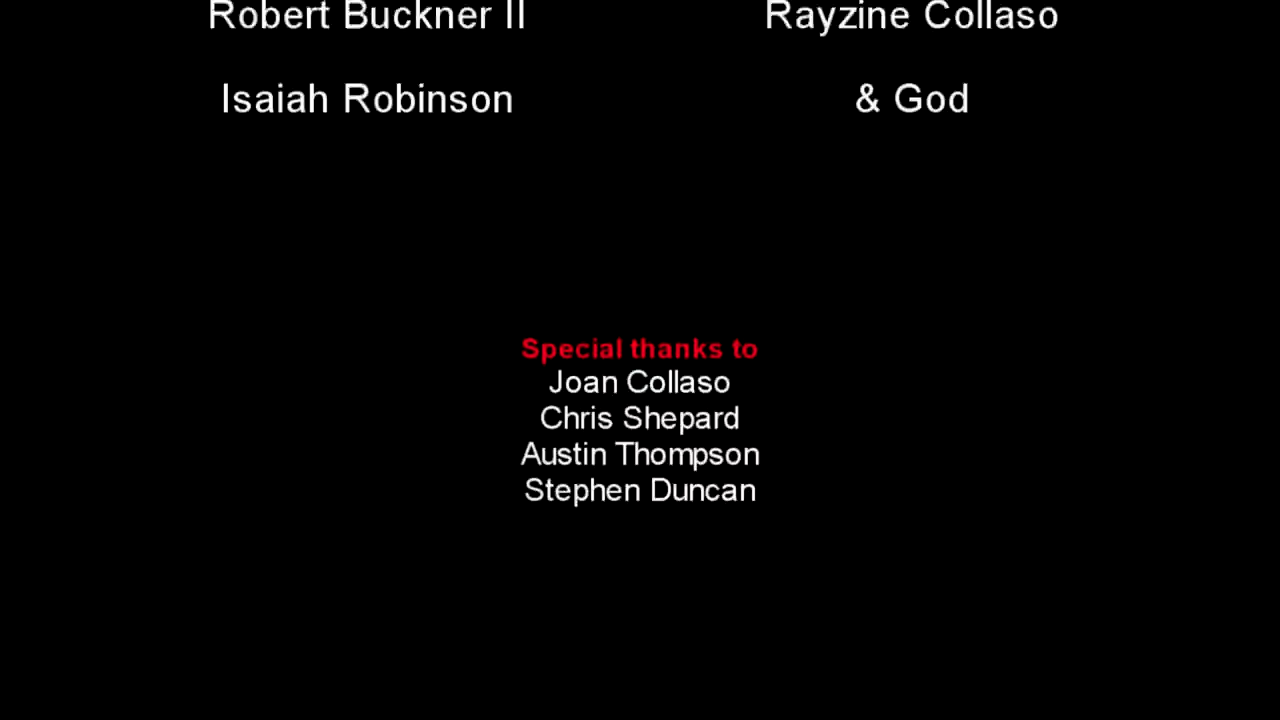 Robert Buckner II
Rayzine Collaso
Isaiah Robinson
& God
Special thanks to
Joan Collaso
Chris Shepard
Austin Thompson
Stephen Duncan